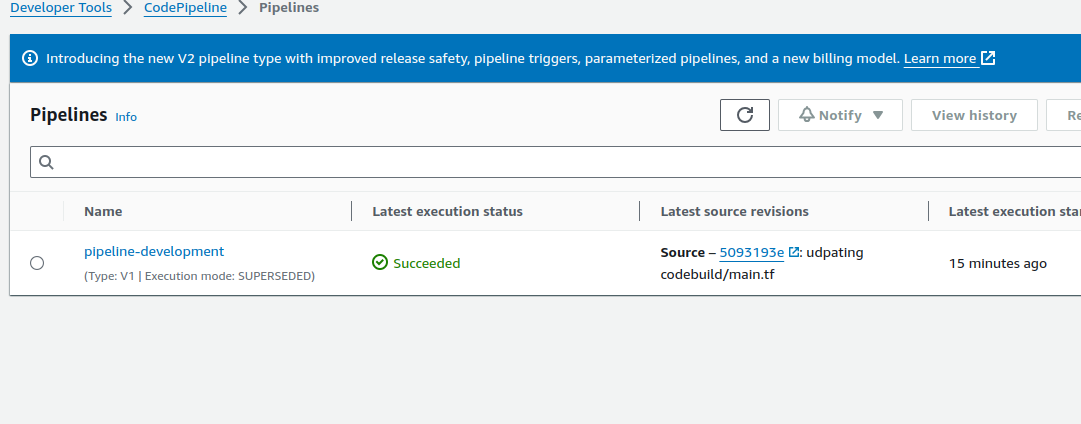 Developer Tools > CodePipeline > Pipelines
Introducing the new V2 pipeline type with improved release safety, pipeline triggers, parameterized pipelines, and a new billing model. Learn more
Pipelines Info
Notify View history Re
Name Latest execution status Latest source revisions Latest execution star
pipeline-development
(Type: V1 | Execution mode: SUPERSEDED)
Succeeded
Source – 5093193e : udpating
codebuild/main.tf
15 minutes ago